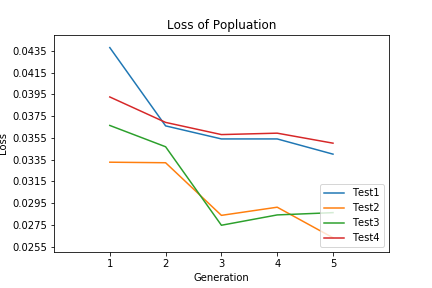 Loss of Popluation
0.0435
0.0415
0.0395
0.0375
0.0355
0.0335
0.0315
0.0295
0.0275
0.0255
Loss
1 2 3 4 5
Generation
Test1
Test2
Test3
Test4